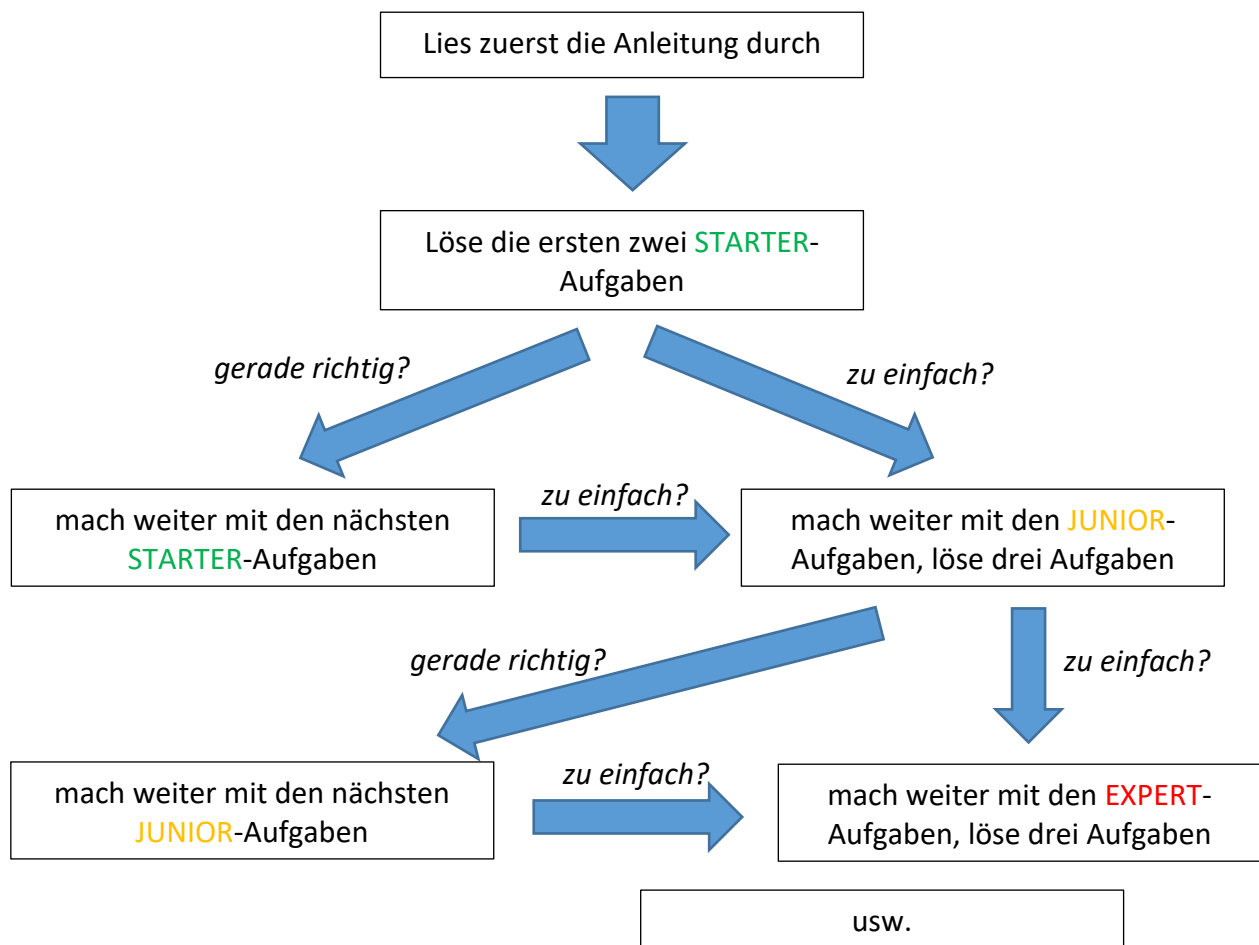 Lies zuerst die Anleitung durch
Löse die ersten zwei STARTER-
Aufgaben
gerade richtig?
zu einfach?
mach weiter mit den nächsten
STARTER-Aufgaben
zu einfach?
mach weiter mit den JUNIOR-
Aufgaben, löse drei Aufgaben
gerade richtig?
zu einfach?
mach weiter mit den nächsten
JUNIOR-Aufgaben
zu einfach?
mach weiter mit den EXPERT-
Aufgaben, löse drei Aufgaben
usw.